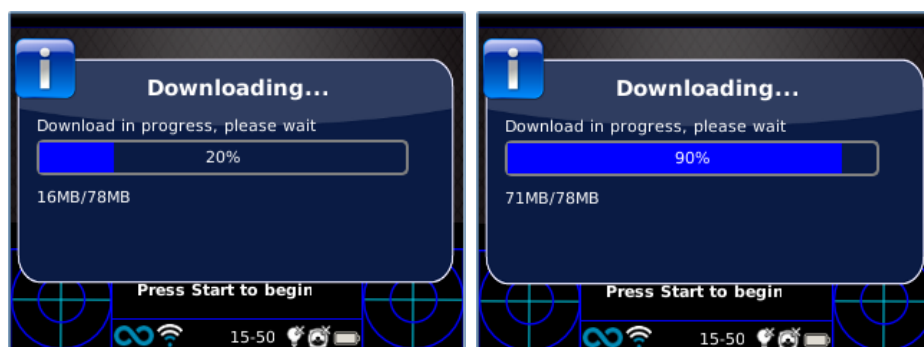 Downloading...
Download in progress, please wait
20%
16MB/78MB
Press Start to begin
15-50
Downloading...
Download in progress, please wait
90%
71MB/78MB
Press Start to begin
15-50